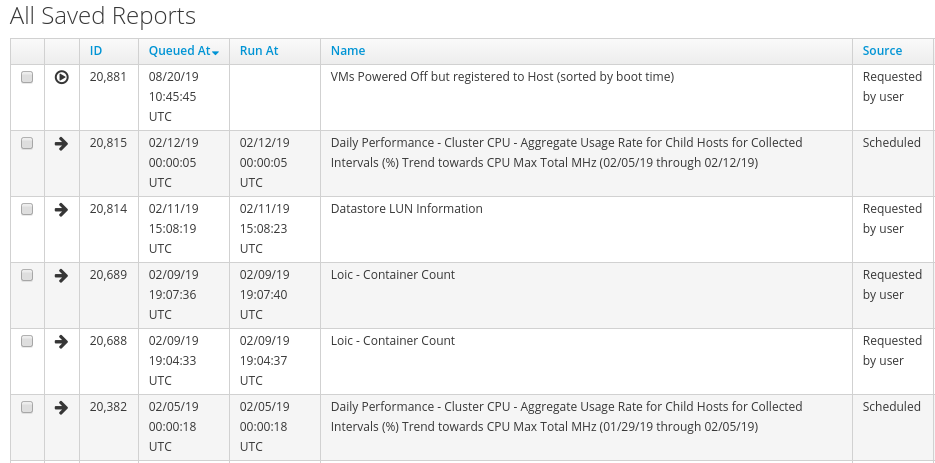 All Saved Reports
ID Queued At Run At Name Source
20,881 08/20/19 VMs Powered Off but registered to Host (sorted by boot time) Requested
10:45:45 by user
UTC
20,815 02/12/19 02/12/19 Daily Performance - Cluster CPU - Aggregate Usage Rate for Child Hosts for Collected Scheduled
00:00:05 00:00:05 Intervals (%) Trend towards CPU Max Total MHz (02/05/19 through 02/12/19)
UTC UTC
20,814 02/11/19 02/11/19 Datastore LUN Information Requested
15:08:19 15:08:23 by user
UTC UTC
20,689 02/09/19 02/09/19 Loic - Container Count Requested
19:07:36 19:07:40 by user
UTC UTC
20,688 02/09/19 02/09/19 Loic - Container Count Requested
19:04:33 19:04:37 by user
UTC UTC
20,382 02/05/19 02/05/19 Daily Performance - Cluster CPU - Aggregate Usage Rate for Child Hosts for Collected Scheduled
00:00:18 00:00:18 Intervals (%) Trend towards CPU Max Total MHz (01/29/19 through 02/05/19)
UTC UTC